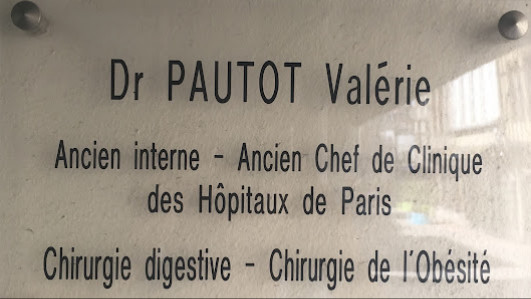 Dr PAUTOT Valérie
Ancien interne - Ancien Chef de Clinique
des Hôpitaux de Paris
Chirurgie digestive - Chirurgie de l'Obésité